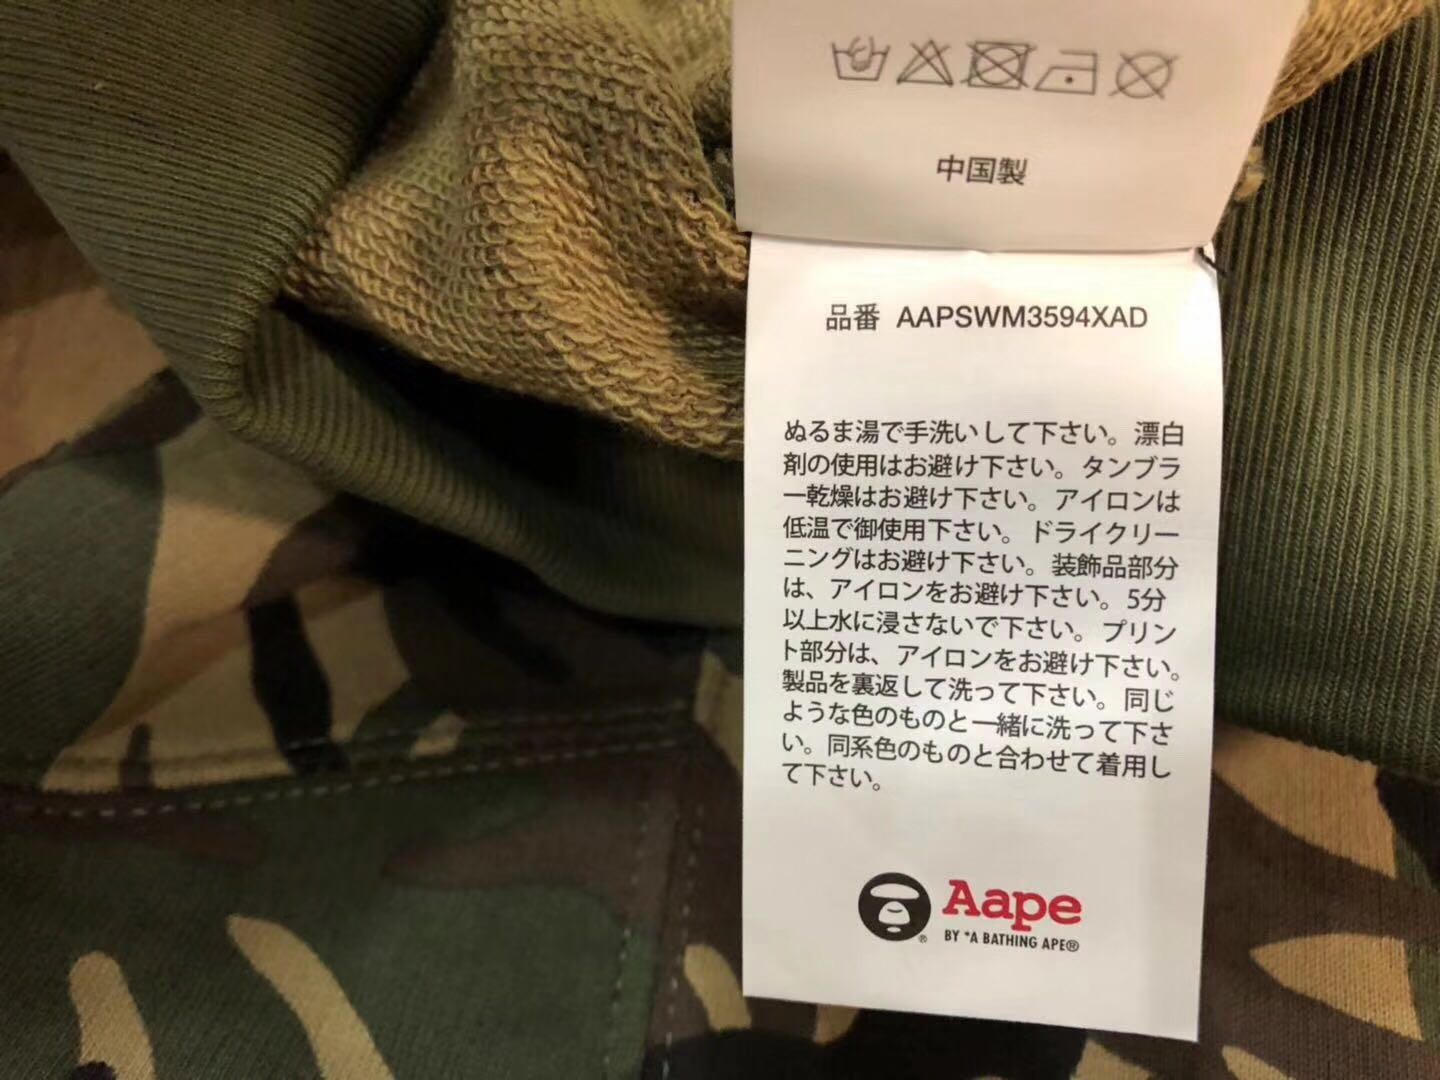 中国製
品番 AAPSWM3594XAD
ぬるま湯で手洗いして下さい。漂白
剤の使用はお避け下さい。タンブラ
ー乾燥はお避け下さい。アイロンは
低温で御使用下さい。ドライクリー
ニングはお避け下さい。装飾品部分
は、アイロンをお避け下さい。5分
以上水に浸さないで下さい。プリン
ト部分は、アイロンをお避け下さい。
製品を裏返して洗って下さい。同じ
ような色のものと一緒に洗って下さ
い。同系色のものと合わせて着用し
て下さい。
Aape
BY *A BATHING APE®